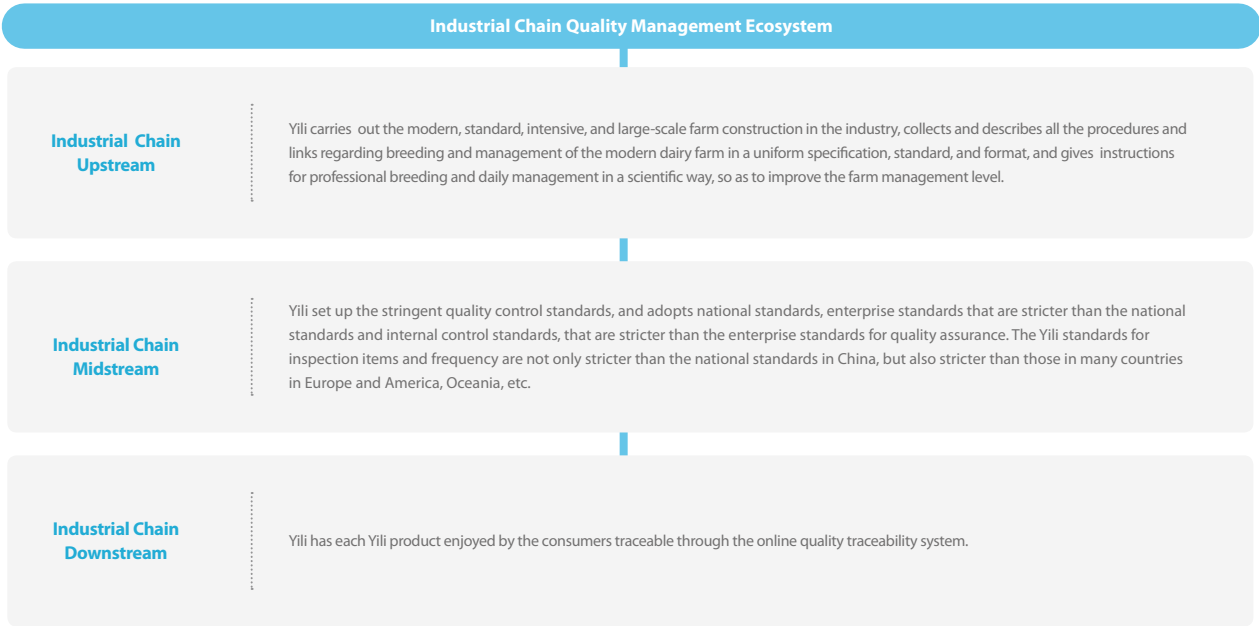 Industrial Chain Quality Management Ecosystem
Industrial Chain
Upstream
Yili carries out the modern, standard, intensive, and large-scale farm construction in the industry, collects and describes all the procedures and
links regarding breeding and management of the modern dairy farm in a uniform specification, standard, and format, and gives instructions
for professional breeding and daily management in a scientific way, so as to improve the farm management level.
Industrial Chain
Midstream
Yili set up the stringent quality control standards, and adopts national standards, enterprise standards that are stricter than the national
standards and internal control standards, that are stricter than the enterprise standards for quality assurance. The Yili standards for
inspection items and frequency are not only stricter than the national standards in China, but also stricter than those in many countries
in Europe and America, Oceania, etc.
Industrial Chain
Downstream
Yili has each Yili product enjoyed by the consumers traceable through the online quality traceability system.